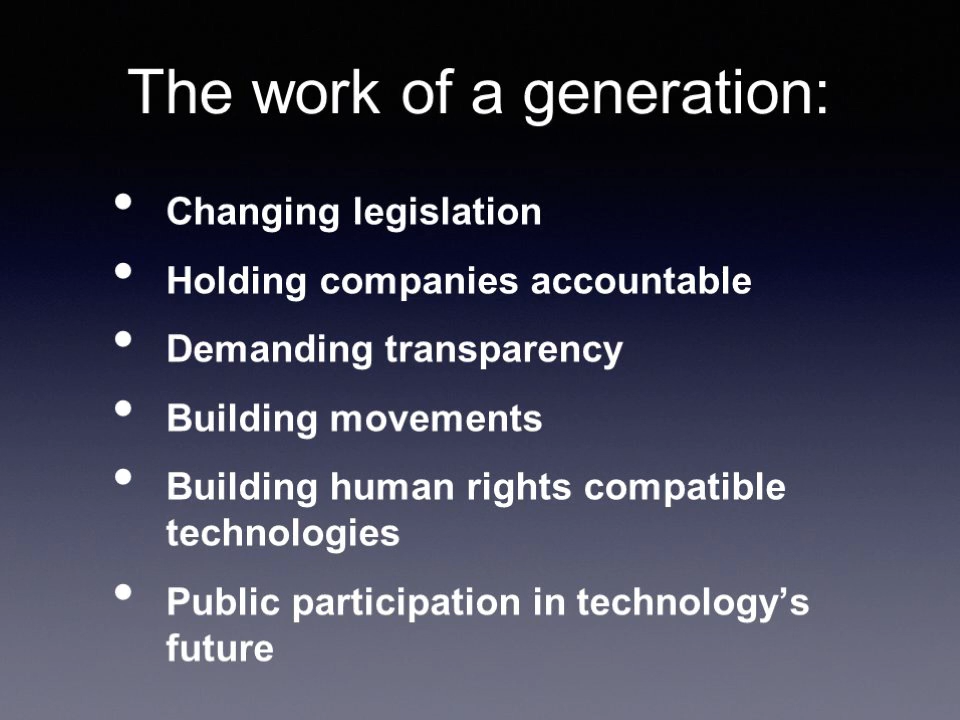 The work of a generation:
• Changing legislation
• Holding companies accountable
• Demanding transparency
• Building movements
• Building human rights compatible
technologies
• Public participation in technology’s
future